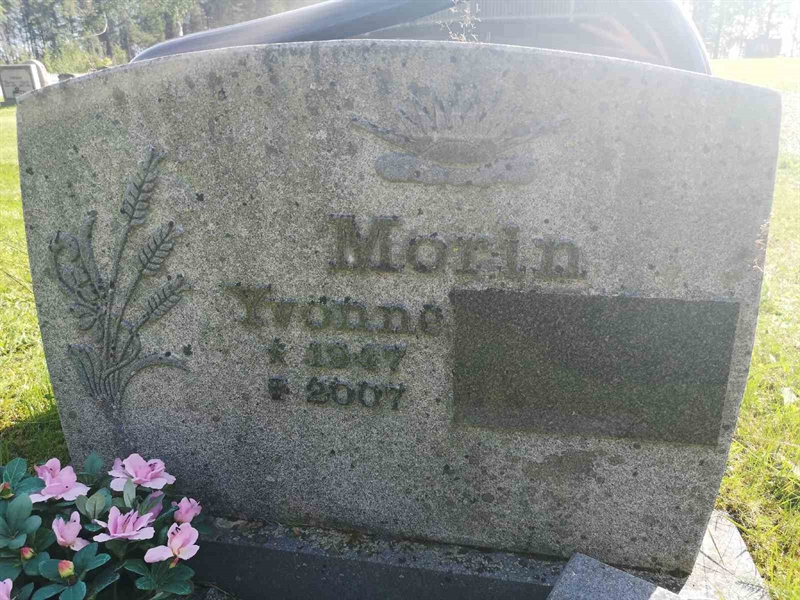 Morin
Yvonne
* 1947
✝ 2007